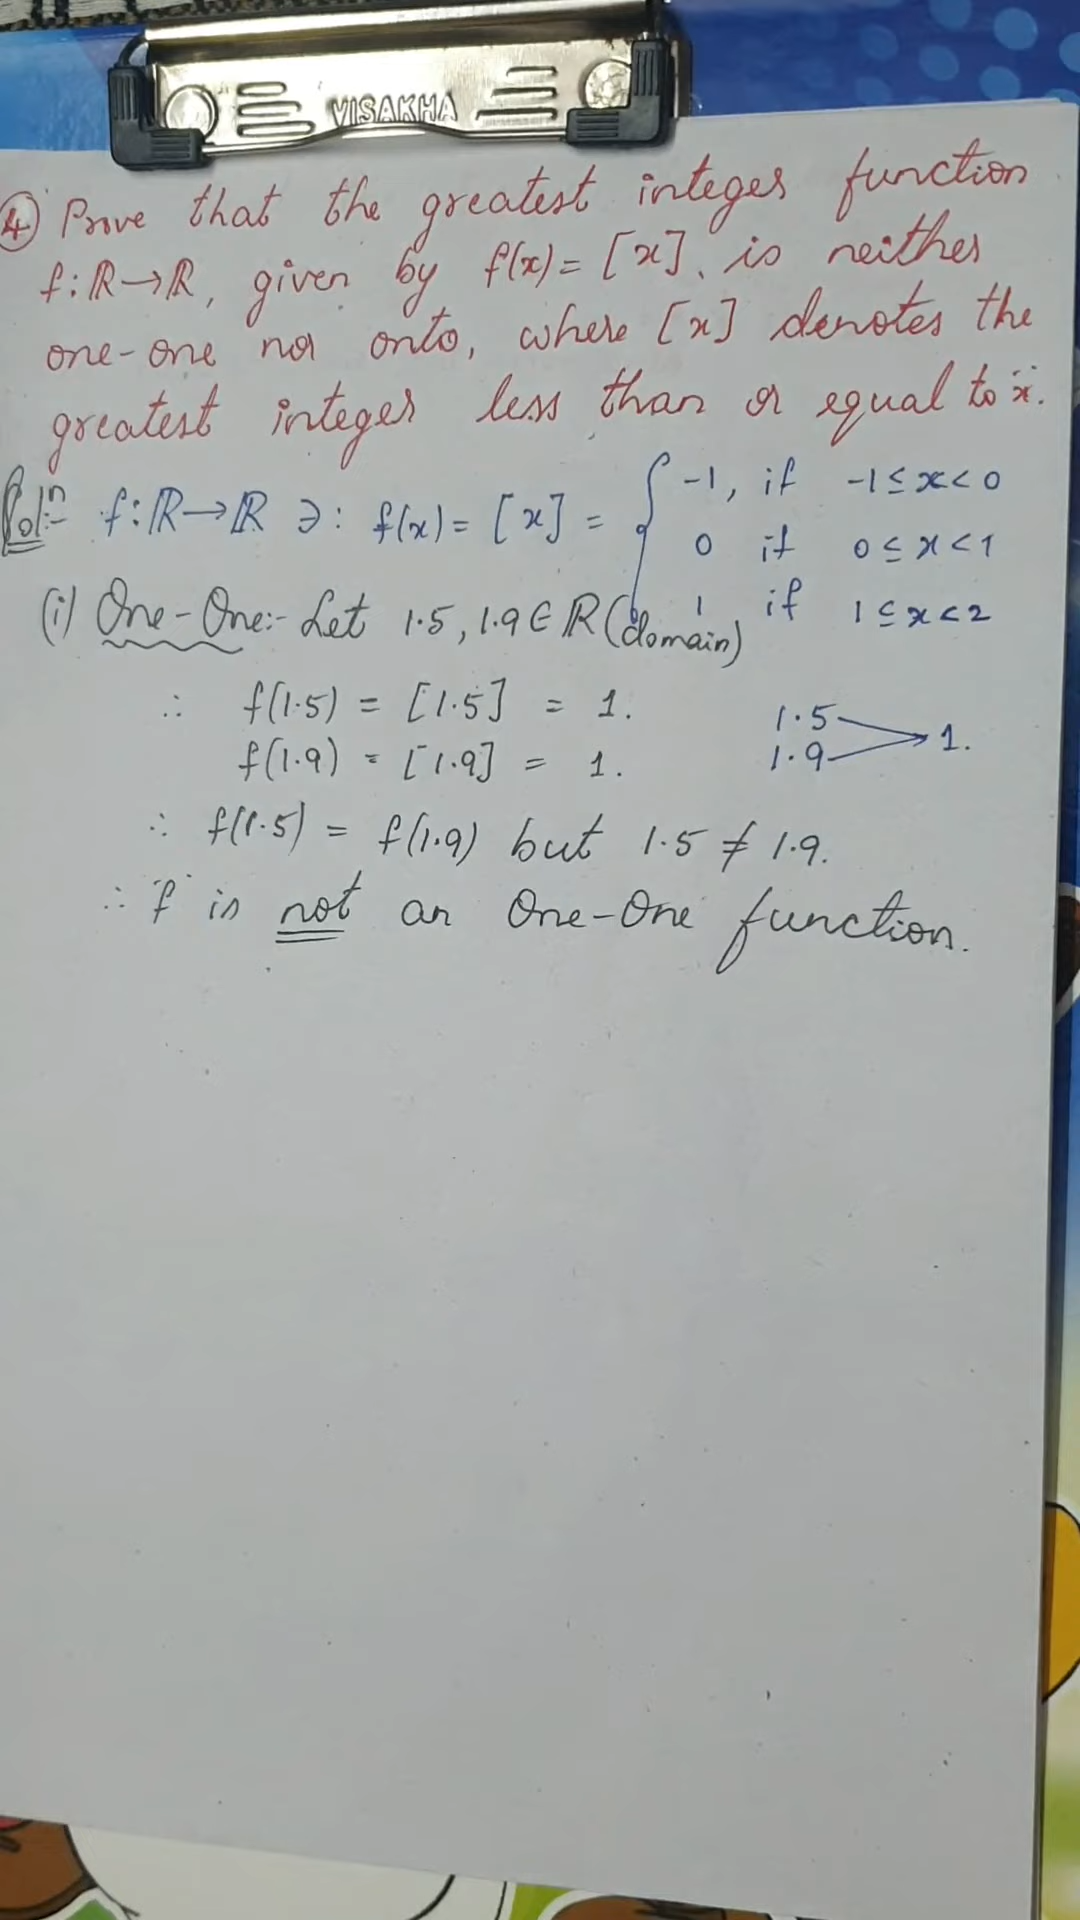 VISAKHA
④ Prove that the greatest integer function
f:ℝ→ℝ, given by f(x) = [x], is neither
one-one nor onto, where [x] denotes the
greatest integer less than or equal to "x".
Solⁿ:- f:ℝ→ℝ ∋: f(x) = [x] = { -1, if -1≤x<0
0 if 0≤x<1
1 if 1≤x<2
(i) One-One:- Let 1.5, 1.9∈ℝ (domain)
∴ f(1.5) = [1.5] = 1.
f(1.9) = [1.9] = 1.
1.5
1.9 → 1.
∴ f(1.5) = f(1.9) but 1.5 ≠ 1.9.
∴ "f" is not an One-One function.